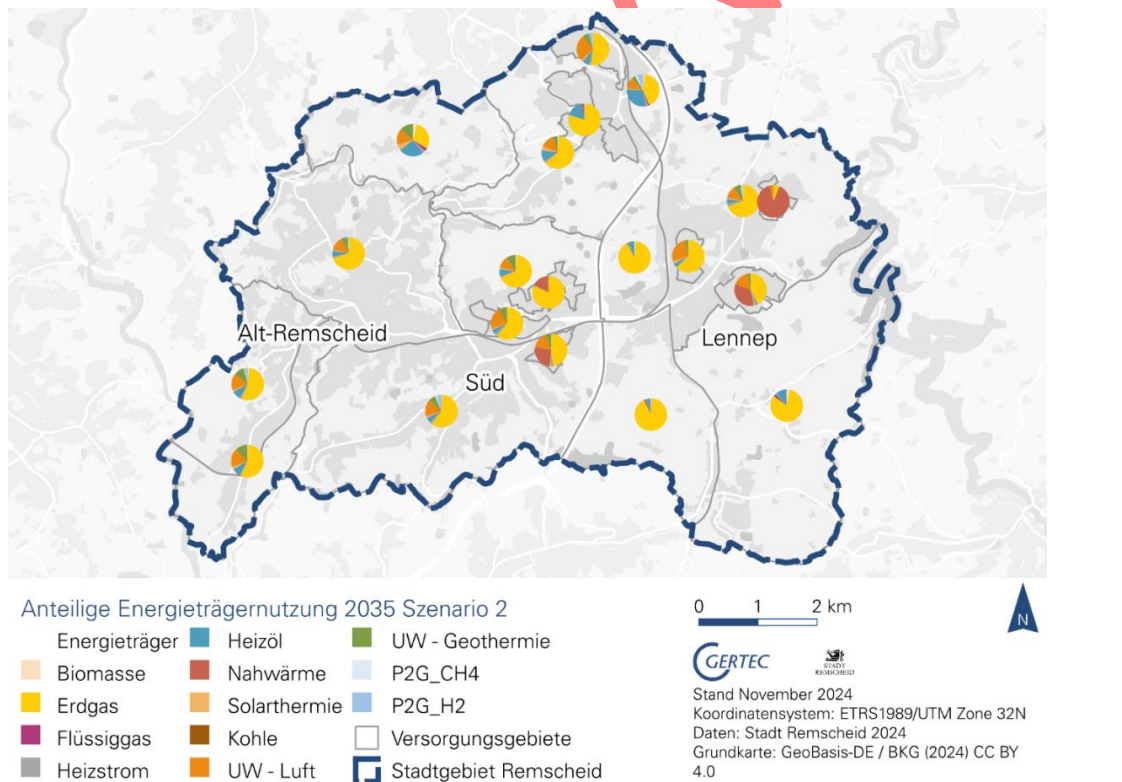 Alt-Remscheid
Lennep
Süd
Anteilige Energieträgernutzung 2035 Szenario 2
Energieträger
Biomasse
Erdgas
Flüssiggas
Heizstrom
Heizöl
Nahwärme
Solarthermie
Kohle
UW - Luft
UW - Geothermie
P2G_CH4
P2G_H2
Versorgungsgebiete
Stadtgebiet Remscheid
0 1 2 km
N
GERTEC
STADT
REMSCHEID
Stand November 2024
Koordinatensystem: ETRS1989/UTM Zone 32N
Daten: Stadt Remscheid 2024
Grundkarte: GeoBasis-DE / BKG (2024) CC BY
4.0